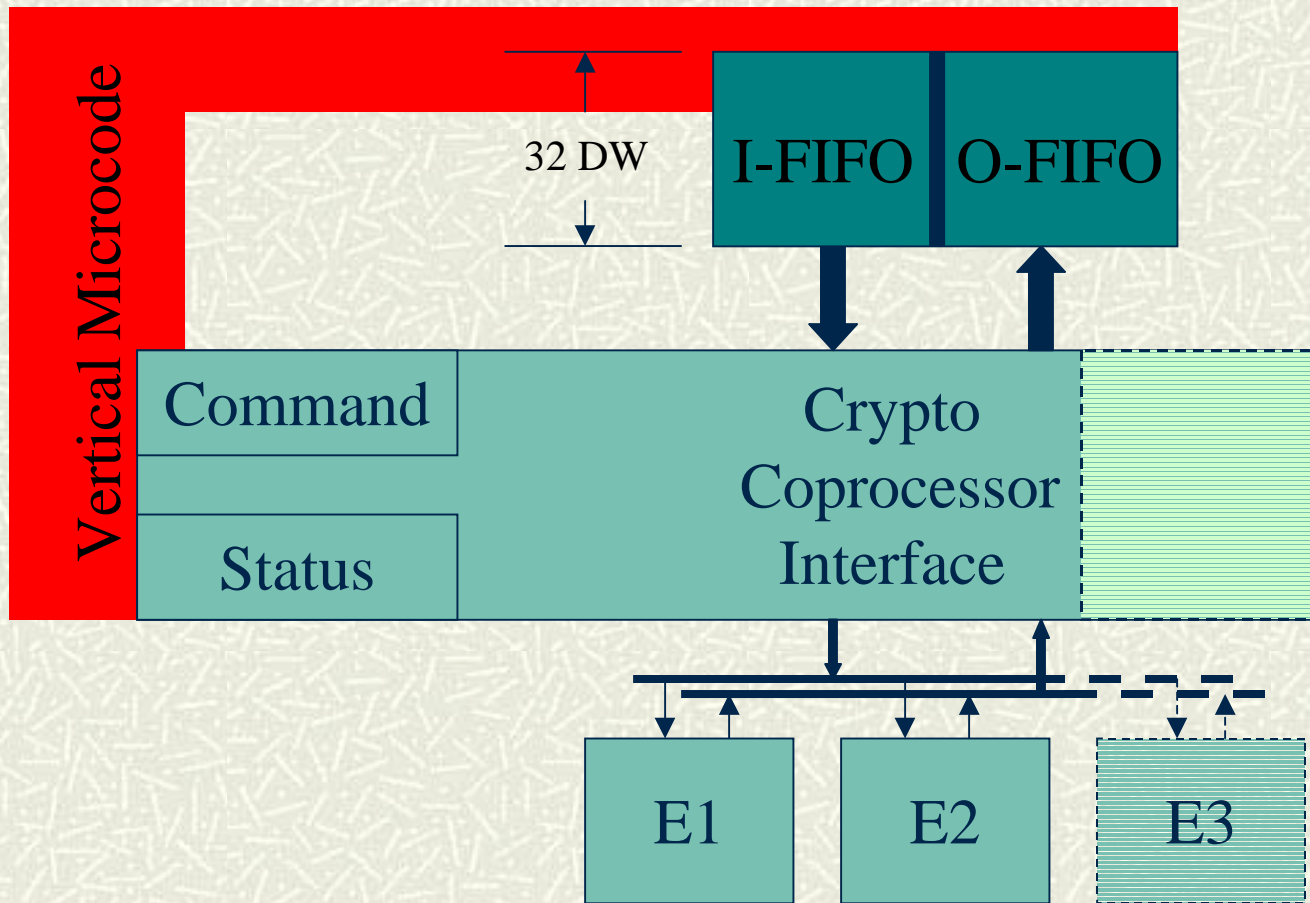 Vertical Microcode
32 DW
I-FIFO
O-FIFO
Command
Status
Crypto
Coprocessor
Interface
E1
E2
E3